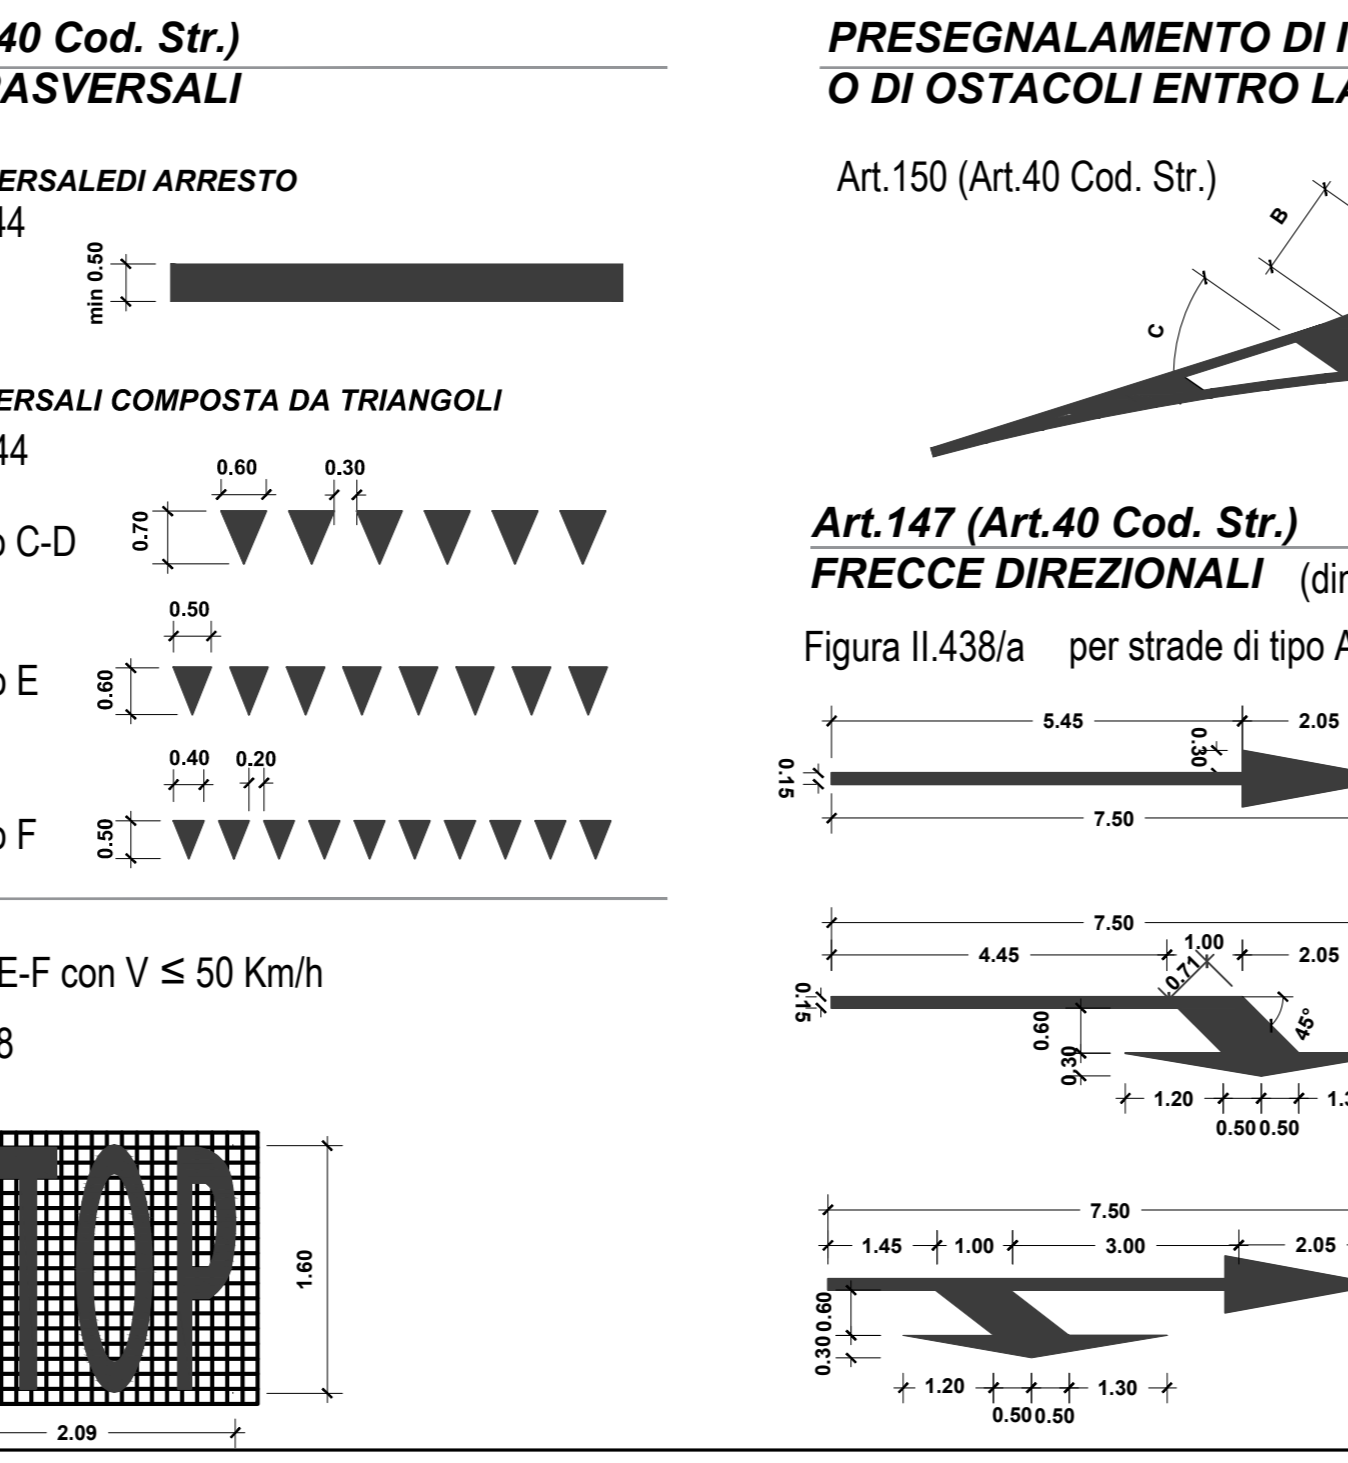 40 Cod. Str.)
RASVERSALI
ERSALEDI ARRESTO
44
min 0.50
ERSALI COMPOSTA DA TRIANGOLI
44
0.60 0.30
0.70
C-D
0.50
E
0.60
0.40 0.20
F
0.50
E-F con V ≤ 50 Km/h
8
TOP
1.60
2.09
PRESEGNALAMENTO DI I
O DI OSTACOLI ENTRO LA
Art.150 (Art.40 Cod. Str.)
B
C
Art.147 (Art.40 Cod. Str.)
FRECCE DIREZIONALI (dim
Figura II.438/a per strade di tipo A
5.45 2.05
0.30
0.15
7.50
7.50
4.45 1.00 2.05
0.71
0.15
0.60
45°
0.30
1.20 1.3
0.50 0.50
7.50
1.45 1.00 3.00 2.05
0.60
0.30
1.20 1.30
0.50 0.50